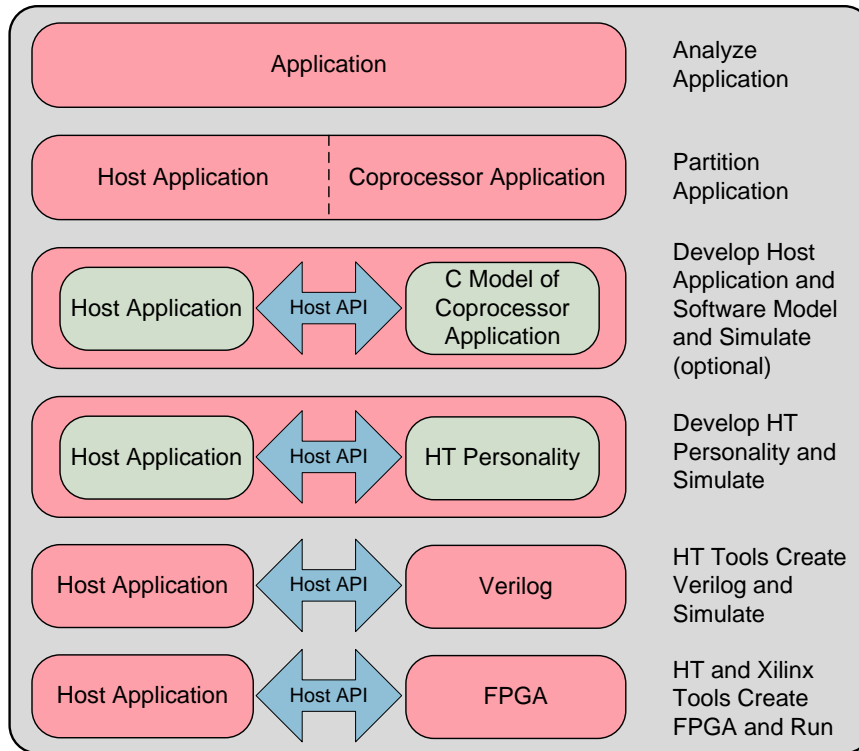 Application
Analyze
Application
Host Application
Coprocessor Application
Partition
Application
Host Application
Host API
C Model of
Coprocessor
Application
Develop Host
Application and
Software Model
and Simulate
(optional)
Host Application
Host API
HT Personality
Develop HT
Personality and
Simulate
Host Application
Host API
Verilog
HT Tools Create
Verilog and
Simulate
Host Application
Host API
FPGA
HT and Xilinx
Tools Create
FPGA and Run